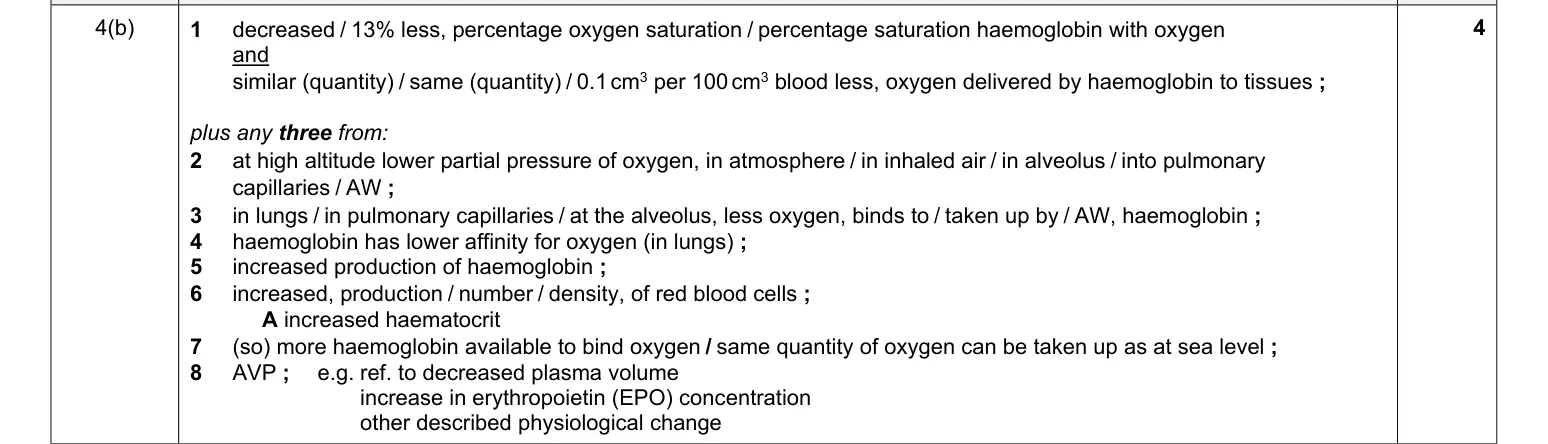 4(b) 1 decreased / 13% less, percentage oxygen saturation / percentage saturation haemoglobin with oxygen 4
and
similar (quantity) / same (quantity) / 0.1 cm³ per 100 cm³ blood less, oxygen delivered by haemoglobin to tissues ;
plus any three from:
2 at high altitude lower partial pressure of oxygen, in atmosphere / in inhaled air / in alveolus / into pulmonary
capillaries / AW ;
3 in lungs / in pulmonary capillaries / at the alveolus, less oxygen, binds to / taken up by / AW, haemoglobin ;
4 haemoglobin has lower affinity for oxygen (in lungs) ;
5 increased production of haemoglobin ;
6 increased, production / number / density, of red blood cells ;
A increased haematocrit
7 (so) more haemoglobin available to bind oxygen / same quantity of oxygen can be taken up as at sea level ;
8 AVP ; e.g. ref. to decreased plasma volume
increase in erythropoietin (EPO) concentration
other described physiological change